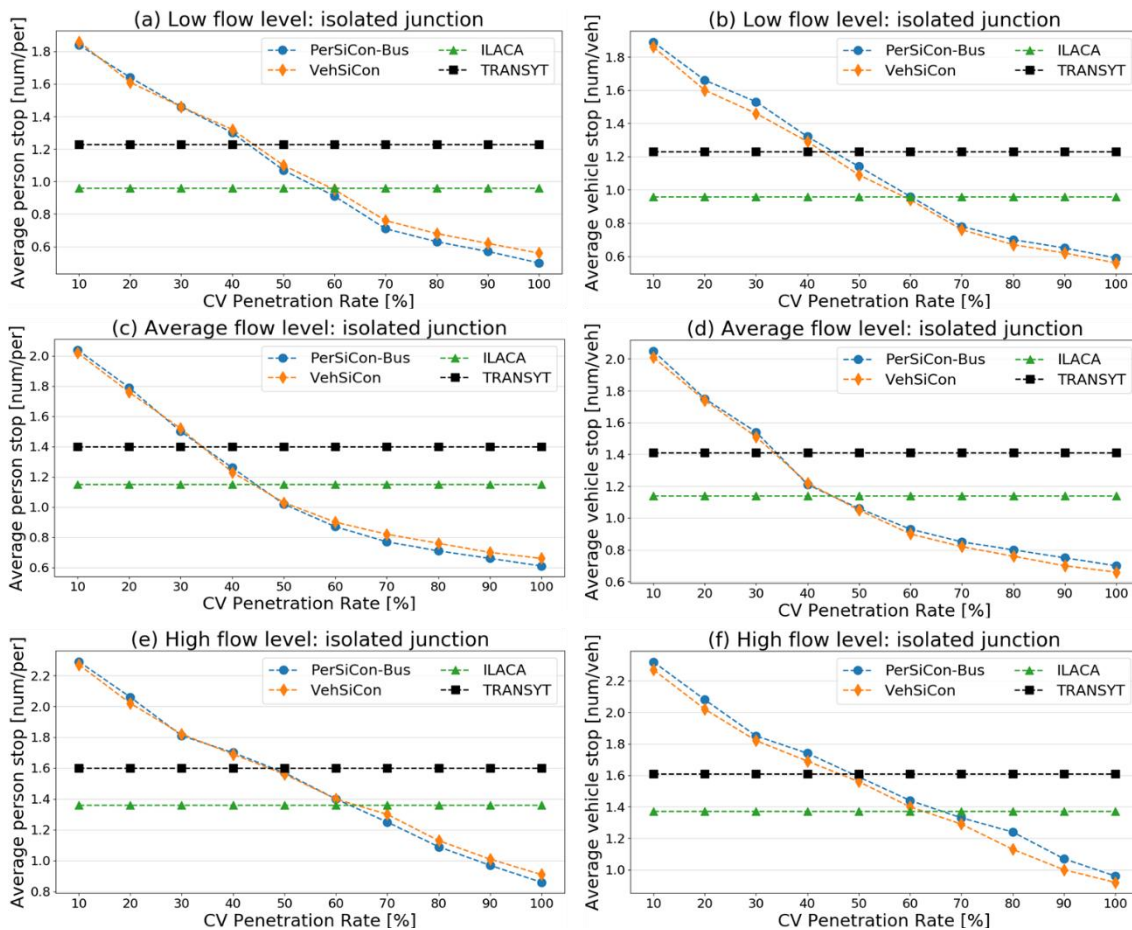 (a) Low flow level: isolated junction
Average person stop [num/per]
1.8
1.6
1.4
1.2
1.0
0.8
0.6
PerSiCon-Bus
VehSiCon
ILACA
TRANSYT
10 20 30 40 50 60 70 80 90 100
CV Penetration Rate [%]
(b) Low flow level: isolated junction
Average vehicle stop [num/veh]
1.8
1.6
1.4
1.2
1.0
0.8
0.6
PerSiCon-Bus
VehSiCon
ILACA
TRANSYT
10 20 30 40 50 60 70 80 90 100
CV Penetration Rate [%]
(c) Average flow level: isolated junction
Average person stop [num/per]
2.0
1.8
1.6
1.4
1.2
1.0
0.8
0.6
PerSiCon-Bus
VehSiCon
ILACA
TRANSYT
10 20 30 40 50 60 70 80 90 100
CV Penetration Rate [%]
(d) Average flow level: isolated junction
Average vehicle stop [num/veh]
2.0
1.8
1.6
1.4
1.2
1.0
0.8
0.6
PerSiCon-Bus
VehSiCon
ILACA
TRANSYT
10 20 30 40 50 60 70 80 90 100
CV Penetration Rate [%]
(e) High flow level: isolated junction
Average person stop [num/per]
2.2
2.0
1.8
1.6
1.4
1.2
1.0
0.8
PerSiCon-Bus
VehSiCon
ILACA
TRANSYT
10 20 30 40 50 60 70 80 90 100
CV Penetration Rate [%]
(f) High flow level: isolated junction
Average vehicle stop [num/veh]
2.2
2.0
1.8
1.6
1.4
1.2
1.0
PerSiCon-Bus
VehSiCon
ILACA
TRANSYT
10 20 30 40 50 60 70 80 90 100
CV Penetration Rate [%]